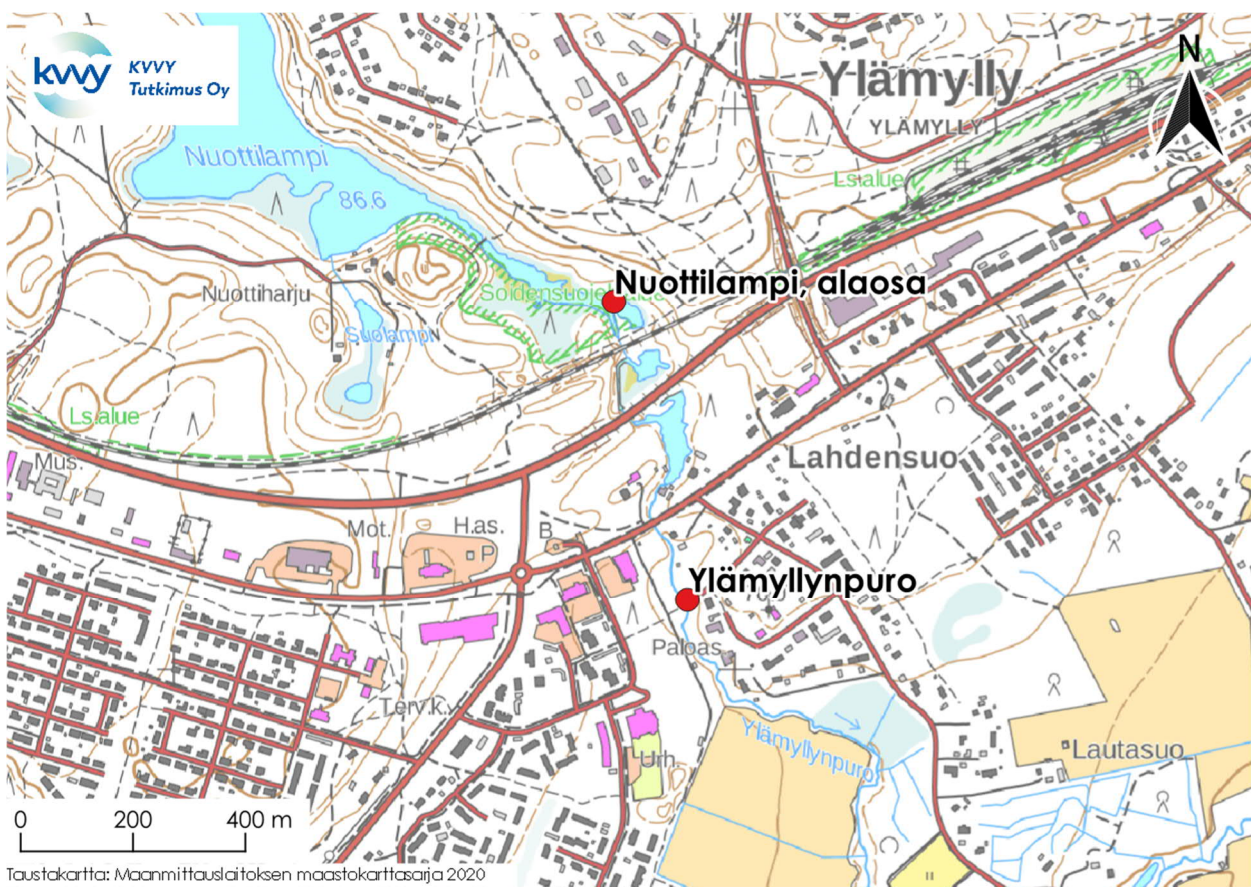 kvvy
KVVY
Tutkimus Oy
N
Ylämylly
YLÄMYLLY
Nuottilampi
86.6
Ls.alue
Nuottilampi, alaosa
Nuottiharju
Suolampi
Ls.alue
Mus.
Lahdensuo
Mot.
H.as.
P
B
Ylämyllynpuro
Paloas.
Terv.k.
Ylämyllynpuro
Lautasuo
Urh.
0 200 400 m
Taustakartta: Maanmittauslaitoksen maastokarttasarja 2020